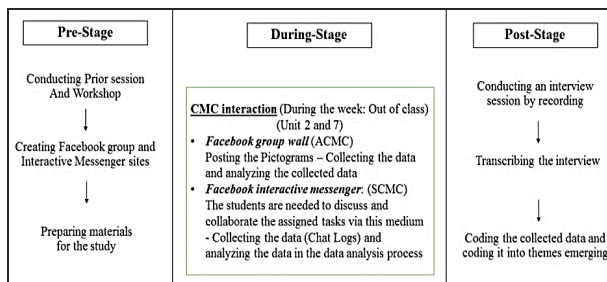 Pre-Stage
Conducting Prior session
And Workshop
Creating Facebook group and
Interactive Messenger sites
Preparing materials
for the study
During-Stage
CMC interaction (During the week: Out of class)
(Unit 2 and 7)
• Facebook group wall (ACMC)
Posting the Pictograms – Collecting the data
and analyzing the collected data
• Facebook interactive messenger: (SCMC)
The students are needed to discuss and
collaborate the assigned tasks via this medium
- Collecting the data (Chat Logs) and
analyzing the data in the data analysis process
Post-Stage
Conducting an interview
session by recording
Transcribing the interview
Coding the collected data and
coding it into themes emerging